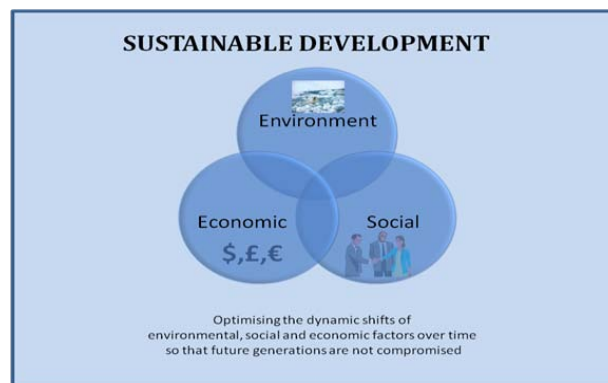 SUSTAINABLE DEVELOPMENT
Environment
Economic
Social
$,£,€
Optimising the dynamic shifts of
environmental, social and economic factors over time
so that future generations are not compromised